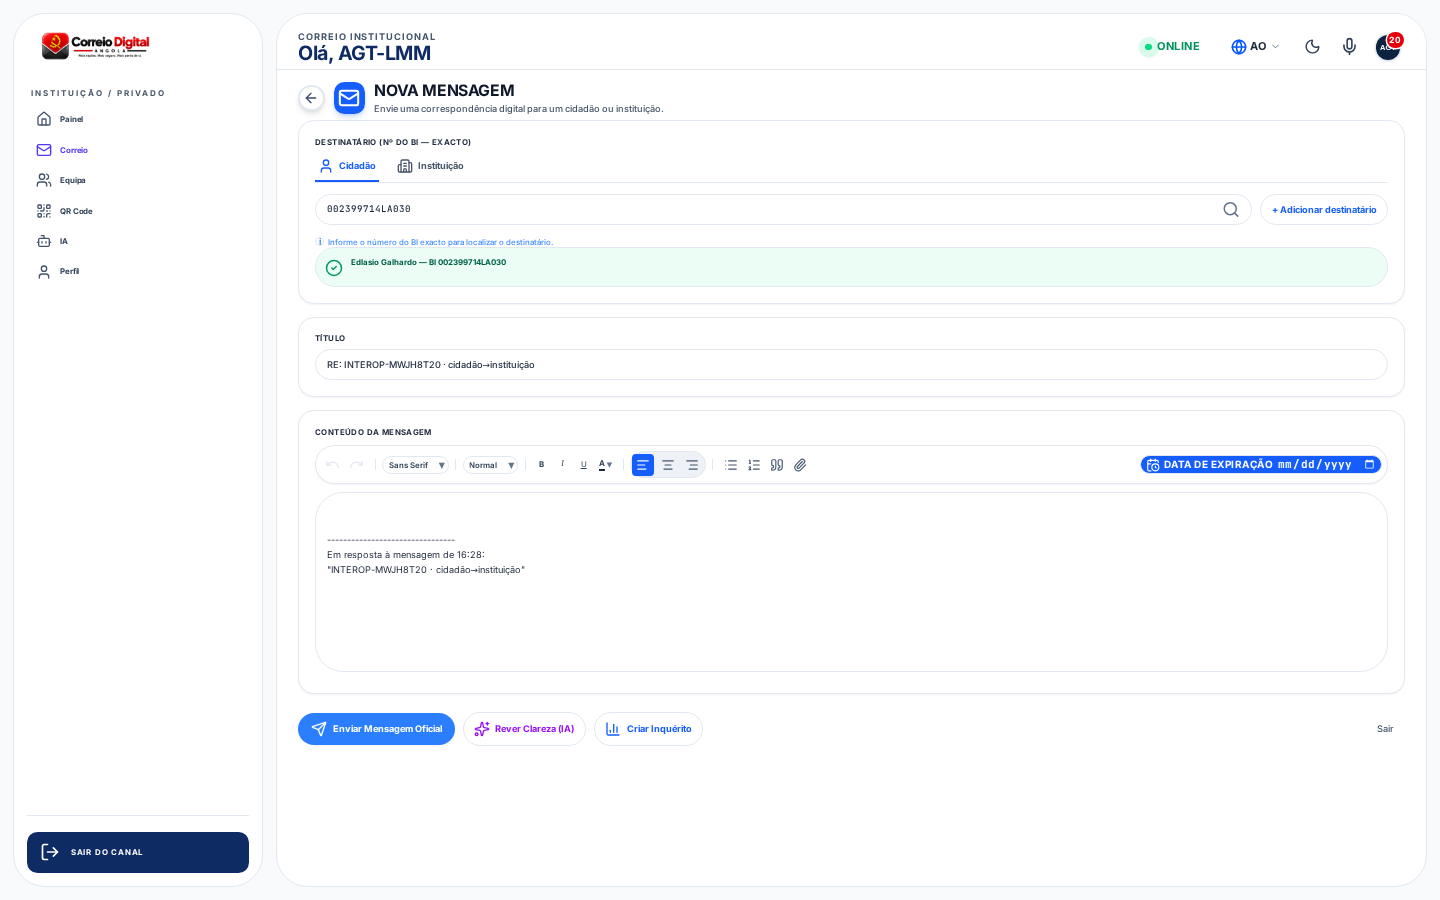 Correio Digital
ANGOLA
INSTITUIÇÃO / PRIVADO
Painel
Correio
Equipa
QR Code
IA
Perfil
SAIR DO CANAL
CORREIO INSTITUCIONAL
Olá, AGT-LMM
ONLINE
AO
20
NOVA MENSAGEM
Envie uma correspondência digital para um cidadão ou instituição.
DESTINATÁRIO (Nº DO BI — EXACTO)
Cidadão
Instituição
002399714LA030
+ Adicionar destinatário
Informe o número do BI exacto para localizar o destinatário.
Edlasio Galhardo — BI 002399714LA030
TÍTULO
RE: INTEROP-MWJH8T20 · cidadão→instituição
CONTEÚDO DA MENSAGEM
Sans Serif
Normal
B I U A
DATA DE EXPIRAÇÃO mm/dd/yyyy
--------------------------------
Em resposta à mensagem de 16:28:
"INTEROP-MWJH8T20 · cidadão→instituição"
Enviar Mensagem Oficial
Rever Clareza (IA)
Criar Inquérito
Sair